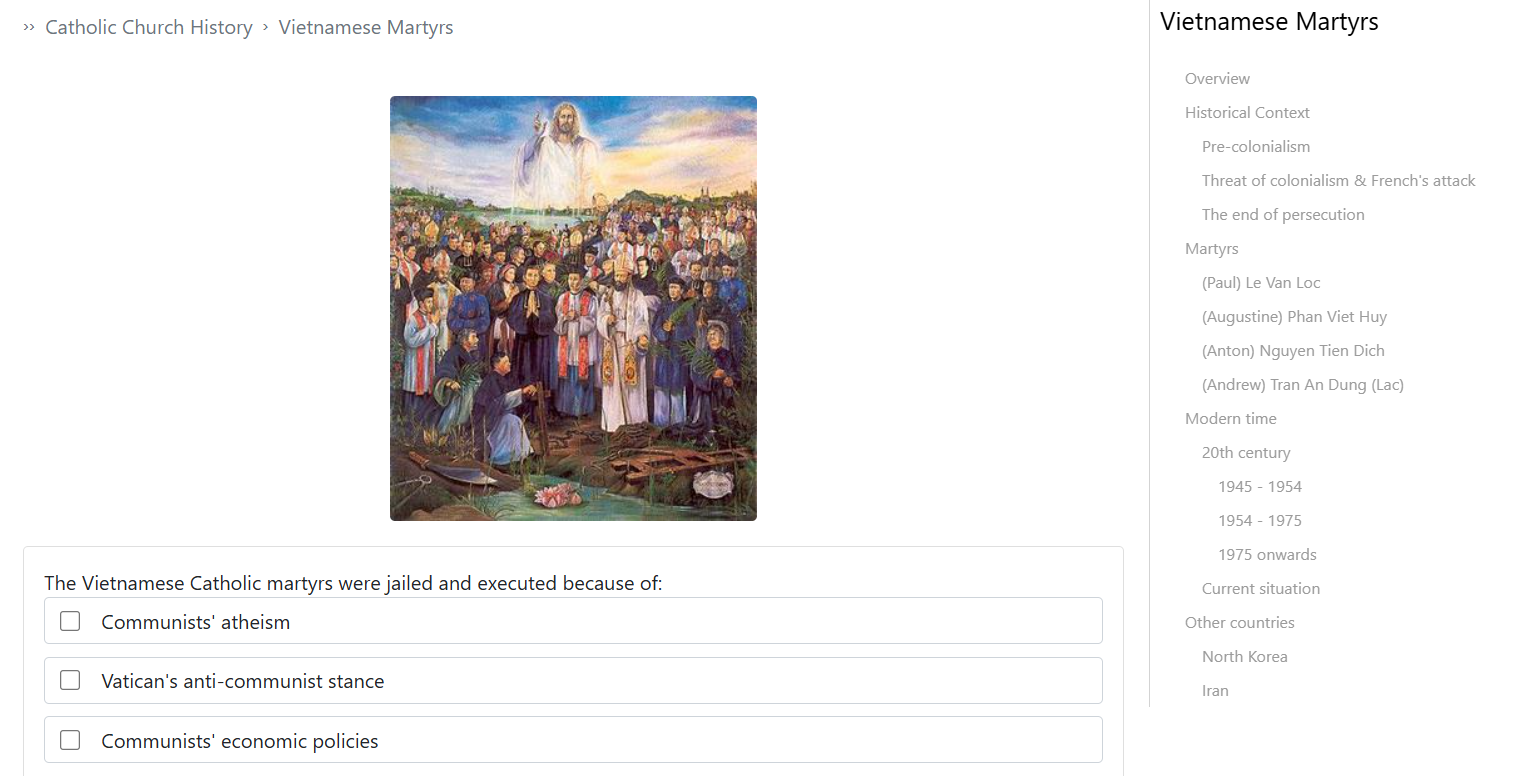 ›› Catholic Church History › Vietnamese Martyrs
The Vietnamese Catholic martyrs were jailed and executed because of:
Communists' atheism
Vatican's anti-communist stance
Communists' economic policies
Vietnamese Martyrs
Overview
Historical Context
Pre-colonialism
Threat of colonialism & French's attack
The end of persecution
Martyrs
(Paul) Le Van Loc
(Augustine) Phan Viet Huy
(Anton) Nguyen Tien Dich
(Andrew) Tran An Dung (Lac)
Modern time
20th century
1945 - 1954
1954 - 1975
1975 onwards
Current situation
Other countries
North Korea
Iran